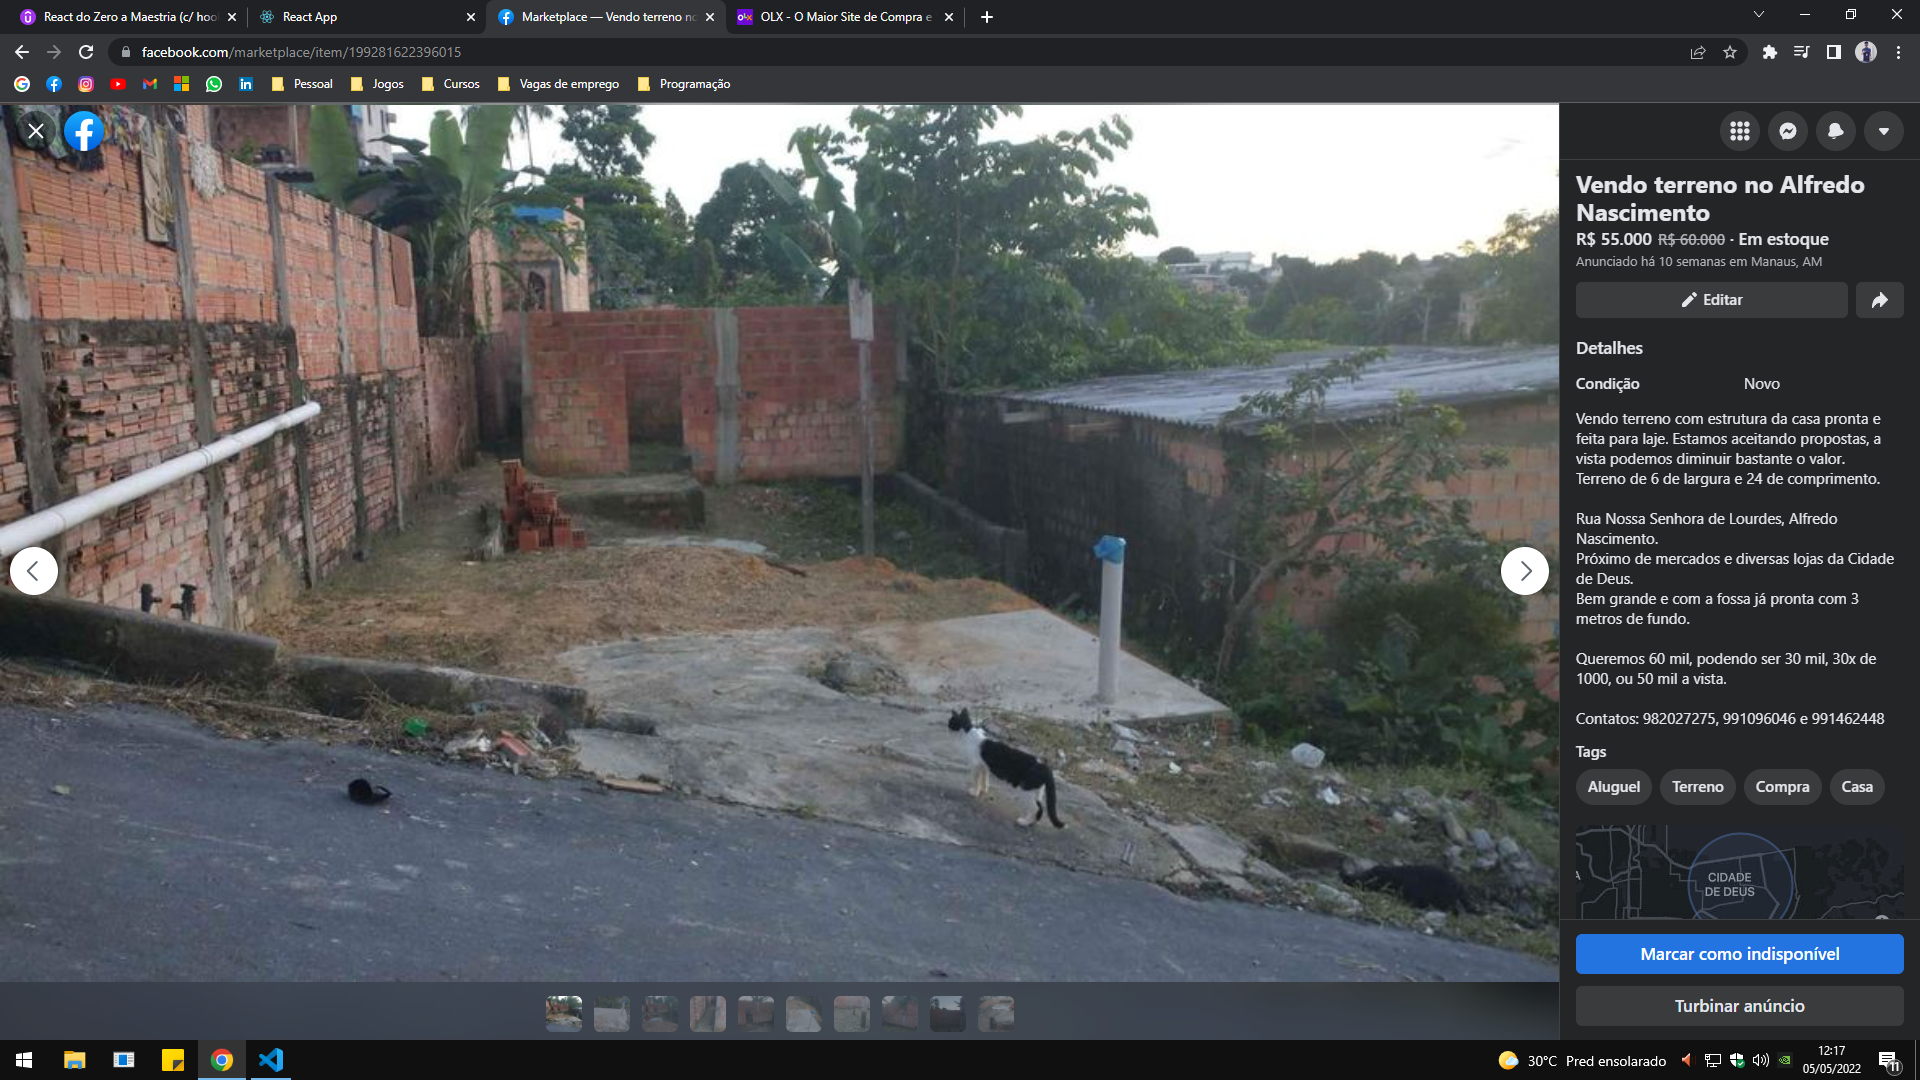 React do Zero a Maestria (c/ hoo
React App
Marketplace — Vendo terreno no
OLX - O Maior Site de Compra e
facebook.com/marketplace/item/199281622396015
Pessoal
Jogos
Cursos
Vagas de emprego
Programação
Vendo terreno no Alfredo
Nascimento
R$ 55.000 R$ 60.000 · Em estoque
Anunciado há 10 semanas em Manaus, AM
Editar
Detalhes
Condição Novo
Vendo terreno com estrutura da casa pronta e
feita para laje. Estamos aceitando propostas, a
vista podemos diminuir bastante o valor.
Terreno de 6 de largura e 24 de comprimento.
Rua Nossa Senhora de Lourdes, Alfredo
Nascimento.
Próximo de mercados e diversas lojas da Cidade
de Deus.
Bem grande e com a fossa já pronta com 3
metros de fundo.
Queremos 60 mil, podendo ser 30 mil, 30x de
1000, ou 50 mil a vista.
Contatos: 982027275, 991096046 e 991462448
Tags
Aluguel
Terreno
Compra
Casa
CIDADE
DE DEUS
Marcar como indisponível
Turbinar anúncio
30°C Pred ensolarado
12:17
05/05/2022
11